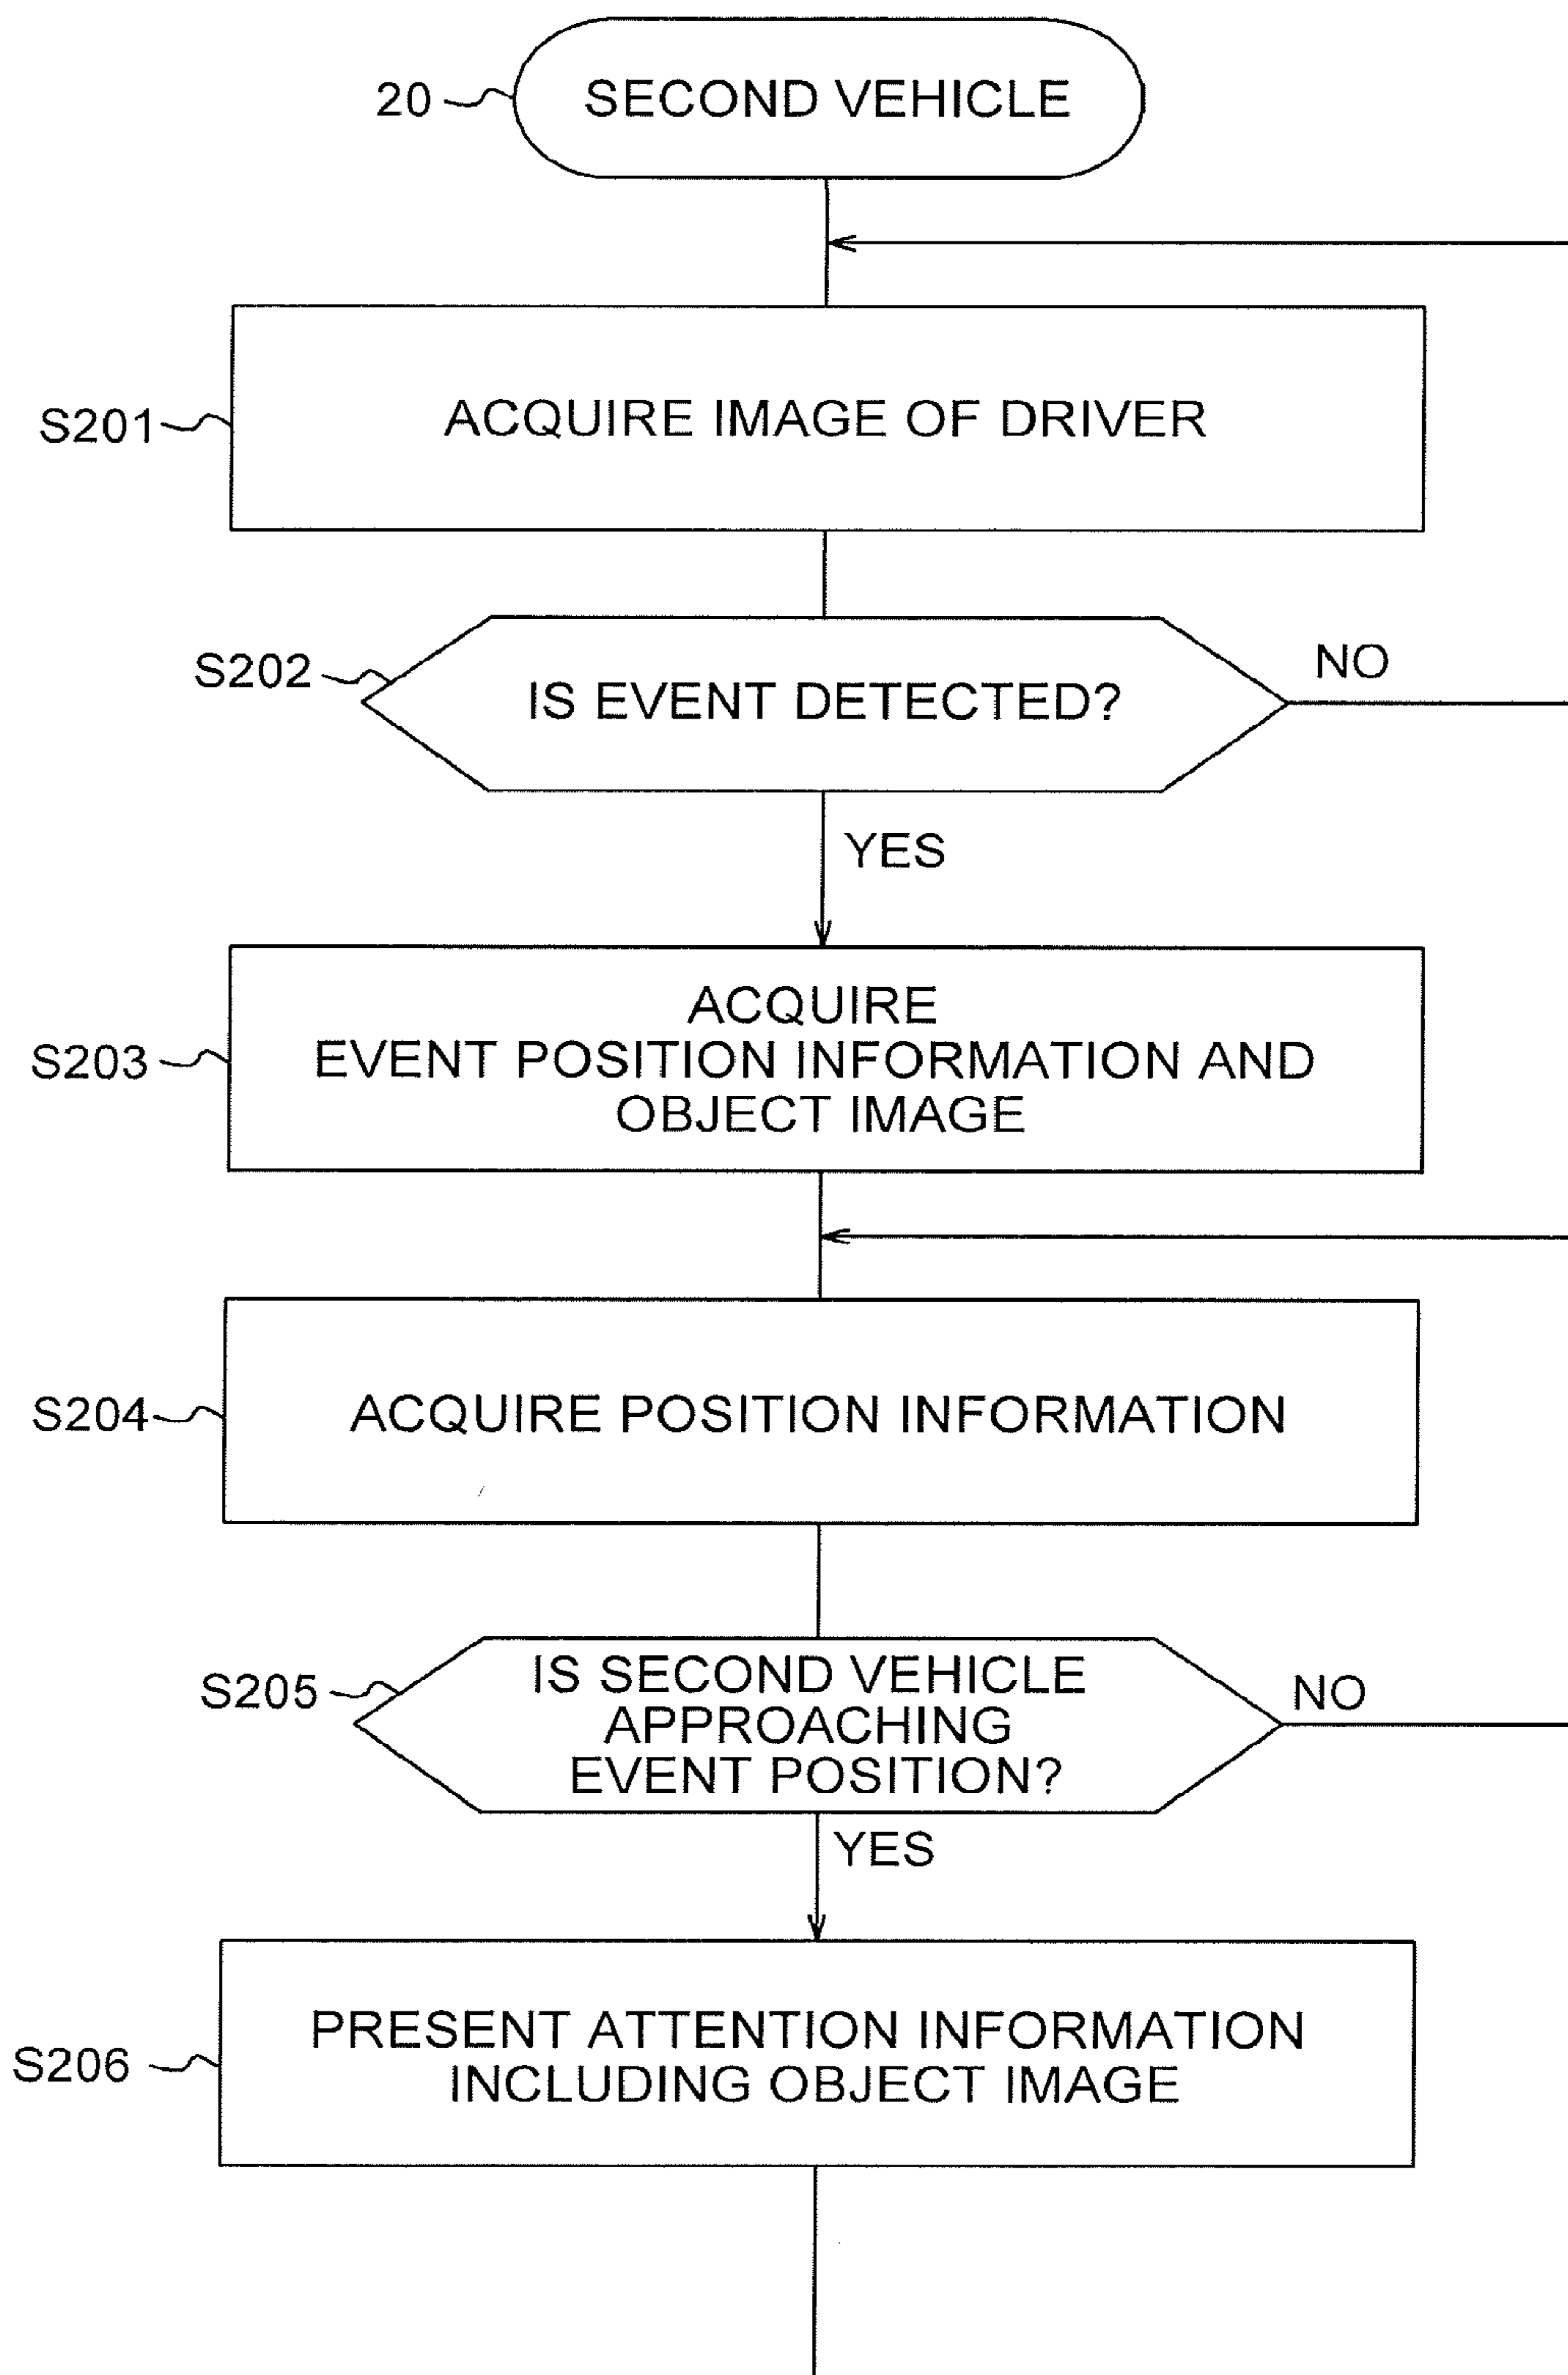 20
SECOND VEHICLE
S201
ACQUIRE IMAGE OF DRIVER
S202
IS EVENT DETECTED?
NO
YES
S203
ACQUIRE
EVENT POSITION INFORMATION AND
OBJECT IMAGE
S204
ACQUIRE POSITION INFORMATION
S205
IS SECOND VEHICLE
APPROACHING
EVENT POSITION?
NO
YES
S206
PRESENT ATTENTION INFORMATION
INCLUDING OBJECT IMAGE